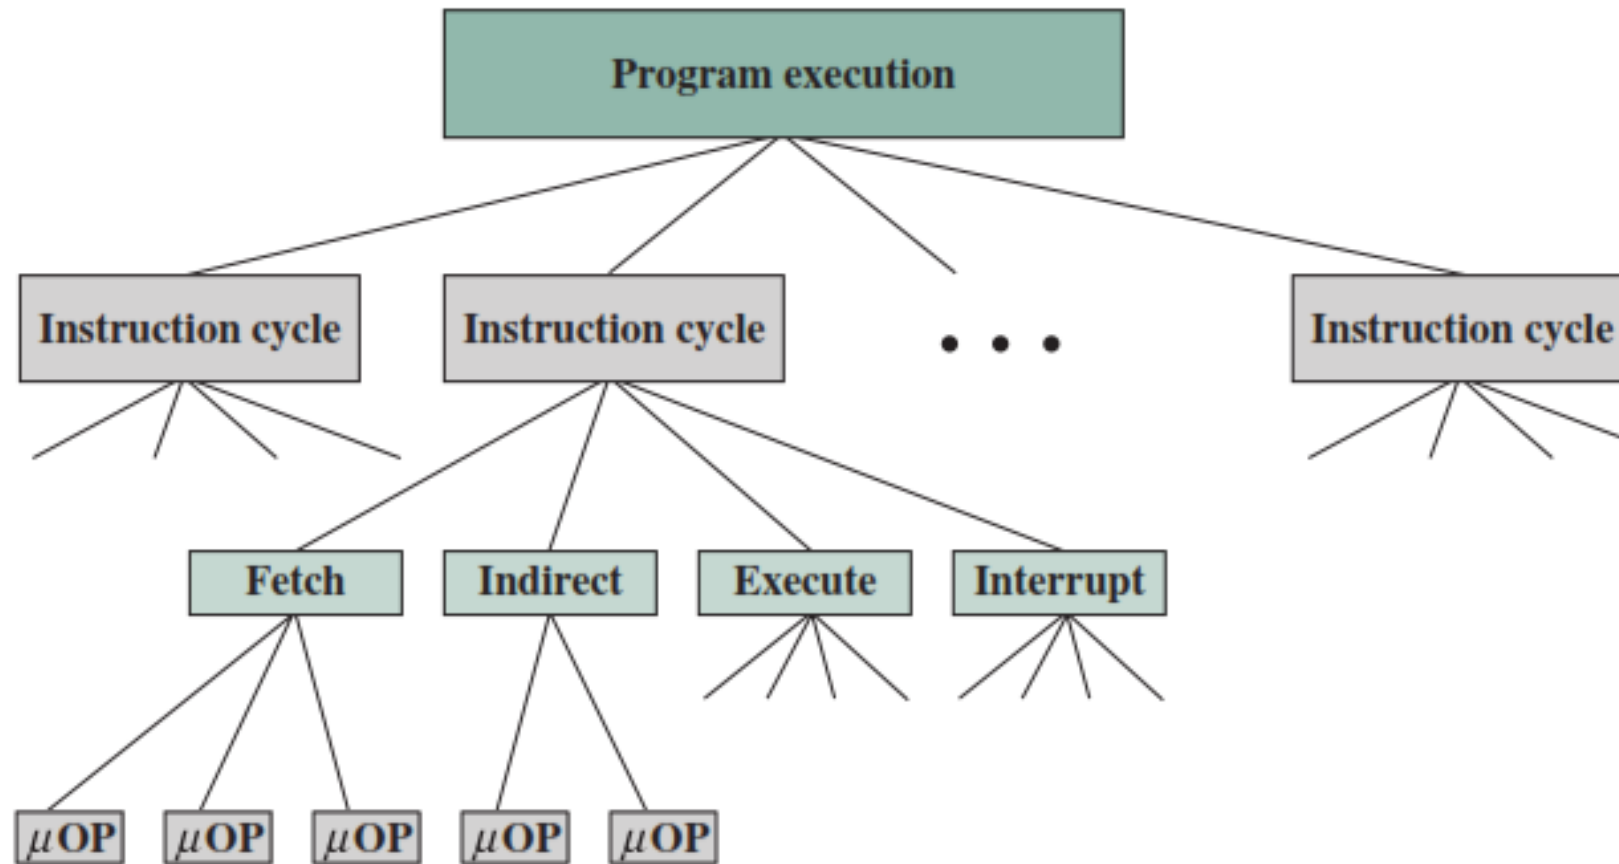 Program execution
Instruction cycle
Instruction cycle
• • •
Instruction cycle
Fetch
Indirect
Execute
Interrupt
μOP
μOP
μOP
μOP
μOP